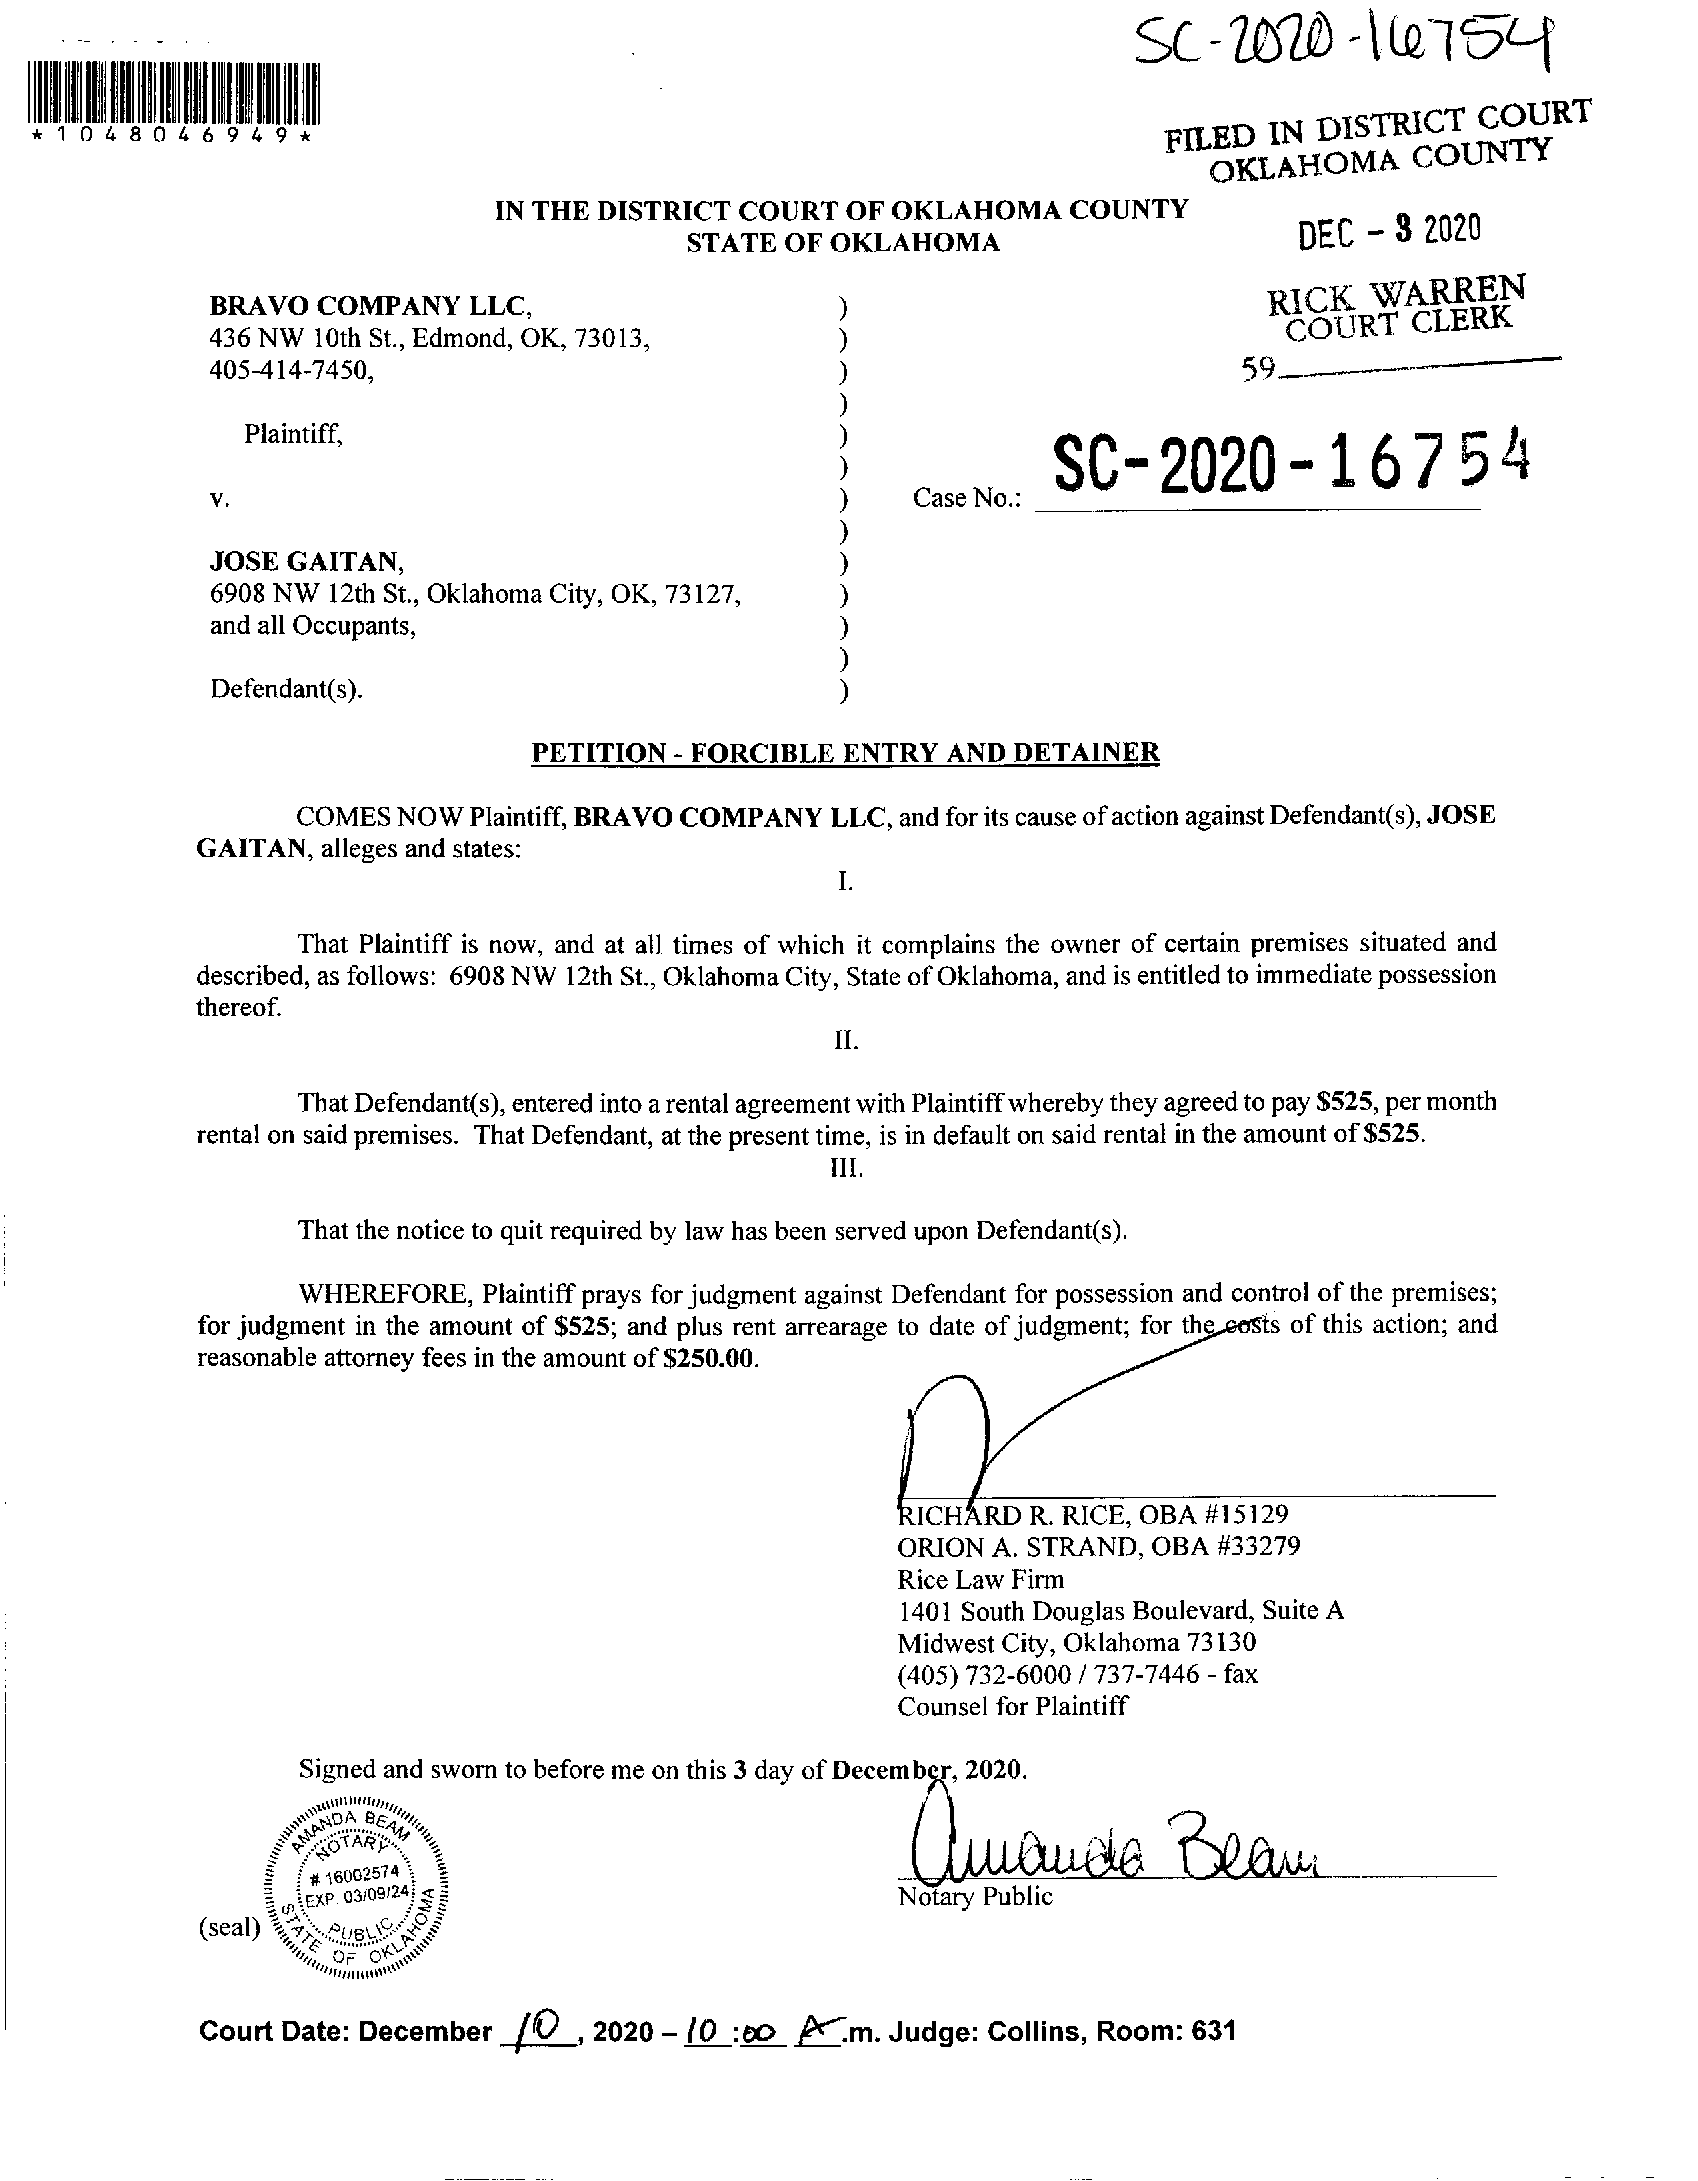 SC-2020-16754
*1048046949*
FILED IN DISTRICT COURT
OKLAHOMA COUNTY
IN THE DISTRICT COURT OF OKLAHOMA COUNTY
STATE OF OKLAHOMA
DEC - 3 2020
RICK WARREN
COURT CLERK
59
BRAVO COMPANY LLC, )
436 NW 10th St., Edmond, OK, 73013, )
405-414-7450, )
)
Plaintiff, )
)
v. ) Case No.: SC-2020-16754
)
JOSE GAITAN, )
6908 NW 12th St., Oklahoma City, OK, 73127, )
and all Occupants, )
)
Defendant(s). )
PETITION - FORCIBLE ENTRY AND DETAINER
COMES NOW Plaintiff, BRAVO COMPANY LLC, and for its cause of action against Defendant(s), JOSE
GAITAN, alleges and states:
I.
That Plaintiff is now, and at all times of which it complains the owner of certain premises situated and
described, as follows: 6908 NW 12th St., Oklahoma City, State of Oklahoma, and is entitled to immediate possession
thereof.
II.
That Defendant(s), entered into a rental agreement with Plaintiff whereby they agreed to pay $525, per month
rental on said premises. That Defendant, at the present time, is in default on said rental in the amount of $525.
III.
That the notice to quit required by law has been served upon Defendant(s).
WHEREFORE, Plaintiff prays for judgment against Defendant for possession and control of the premises;
for judgment in the amount of $525; and plus rent arrearage to date of judgment; for the costs of this action; and
reasonable attorney fees in the amount of $250.00.
RICHARD R. RICE, OBA #15129
ORION A. STRAND, OBA #33279
Rice Law Firm
1401 South Douglas Boulevard, Suite A
Midwest City, Oklahoma 73130
(405) 732-6000 / 737-7446 - fax
Counsel for Plaintiff
Signed and sworn to before me on this 3 day of December, 2020.
AMANDA BEAM
NOTARY
# 16002574
EXP. 03/09/24
PUBLIC
STATE OF OKLAHOMA
Amanda Beam
Notary Public
(seal)
Court Date: December 10, 2020 – 10:00 A.m. Judge: Collins, Room: 631